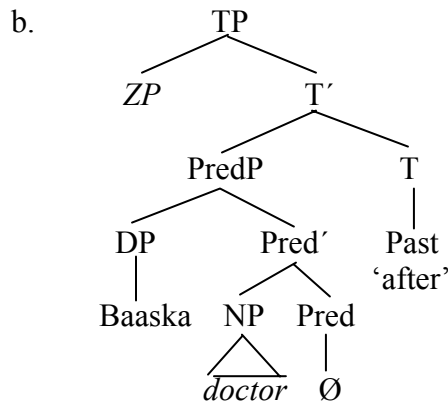 b. TP
ZP T´
PredP T
DP Pred´ Past
‘after’
Baaska NP Pred
doctor Ø